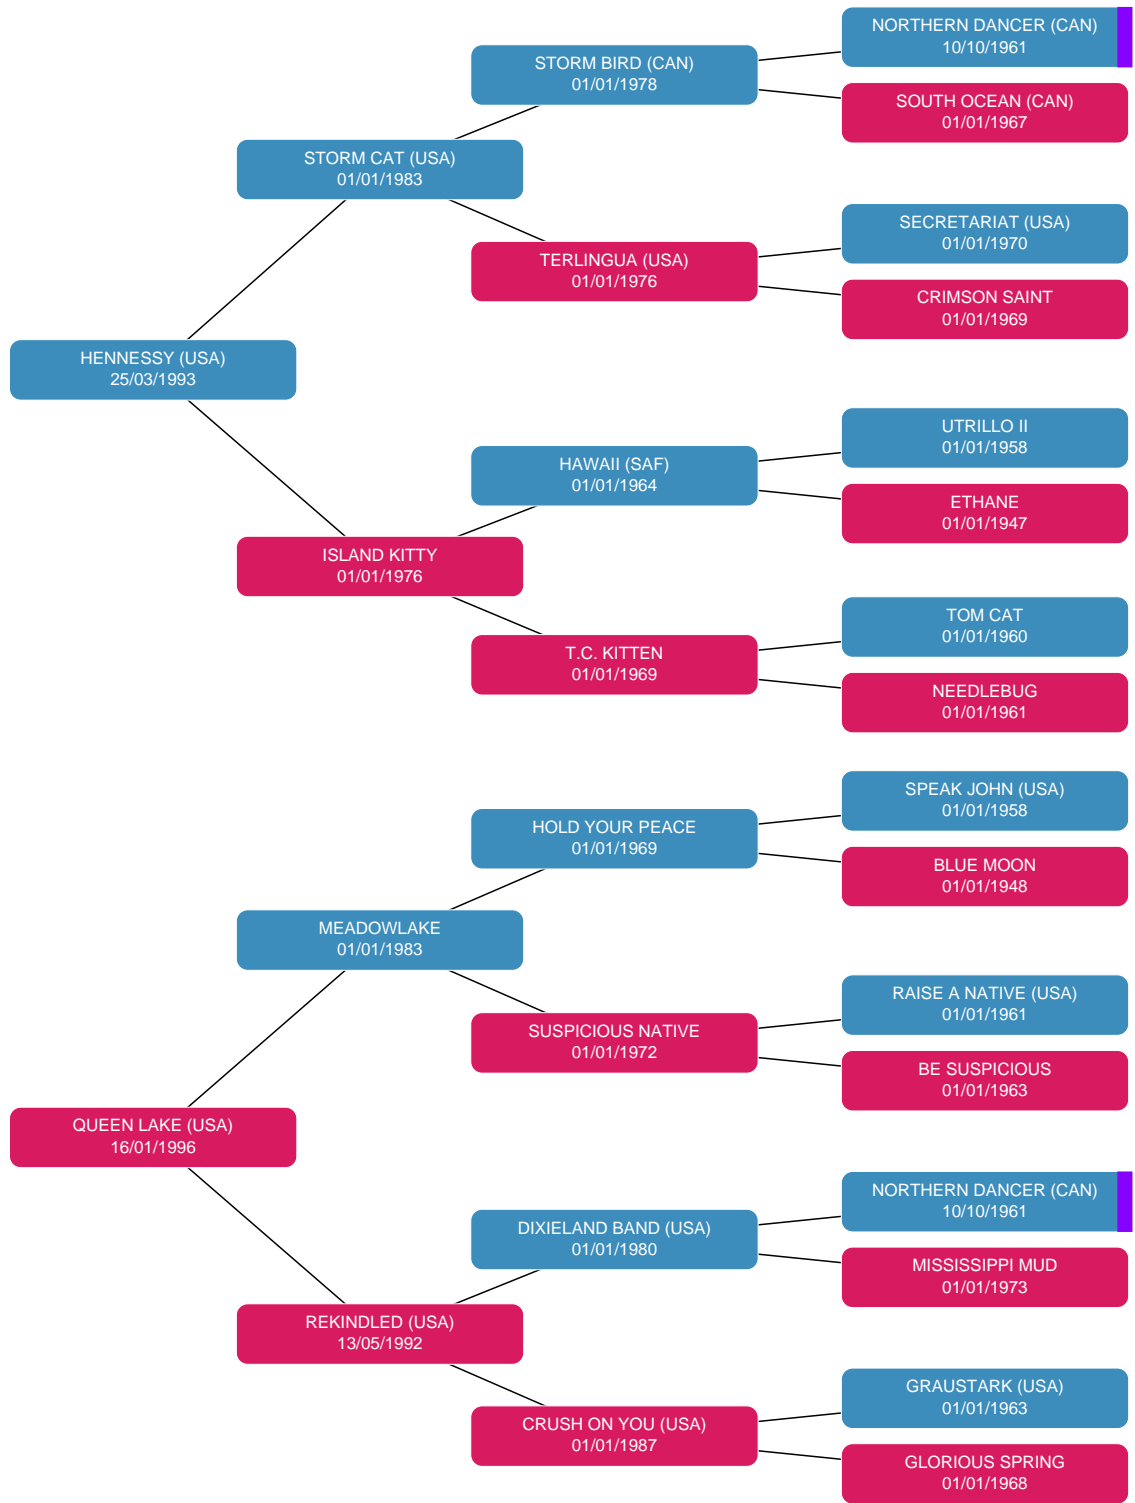 NORTHERN DANCER (CAN)
10/10/1961
STORM BIRD (CAN)
01/01/1978
SOUTH OCEAN (CAN)
01/01/1967
STORM CAT (USA)
01/01/1983
SECRETARIAT (USA)
01/01/1970
TERLINGUA (USA)
01/01/1976
CRIMSON SAINT
01/01/1969
HENNESSY (USA)
25/03/1993
UTRILLO II
01/01/1958
HAWAII (SAF)
01/01/1964
ETHANE
01/01/1947
ISLAND KITTY
01/01/1976
TOM CAT
01/01/1960
T.C. KITTEN
01/01/1969
NEEDLEBUG
01/01/1961
SPEAK JOHN (USA)
01/01/1958
HOLD YOUR PEACE
01/01/1969
BLUE MOON
01/01/1948
MEADOWLAKE
01/01/1983
RAISE A NATIVE (USA)
01/01/1961
SUSPICIOUS NATIVE
01/01/1972
BE SUSPICIOUS
01/01/1963
QUEEN LAKE (USA)
16/01/1996
NORTHERN DANCER (CAN)
10/10/1961
DIXIELAND BAND (USA)
01/01/1980
MISSISSIPPI MUD
01/01/1973
REKINDLED (USA)
13/05/1992
GRAUSTARK (USA)
01/01/1963
CRUSH ON YOU (USA)
01/01/1987
GLORIOUS SPRING
01/01/1968